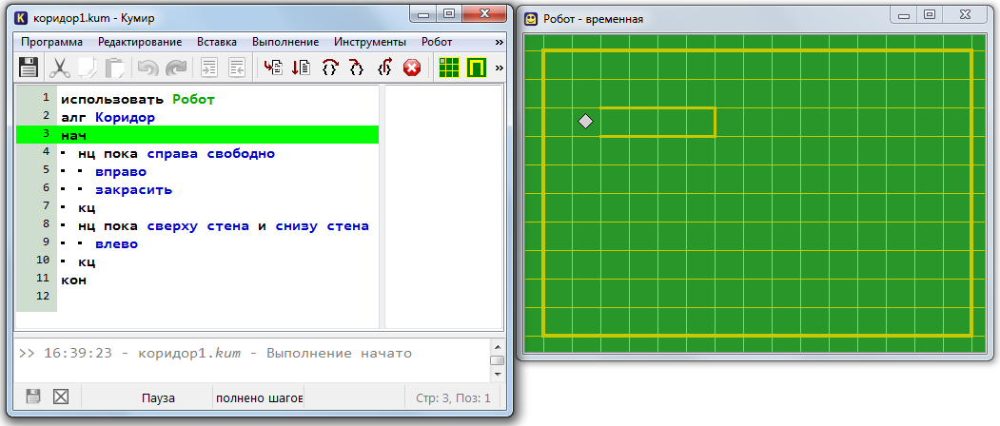 коридор1.kum - Кумир
Программа Редактирование Вставка Выполнение Инструменты Робот »
1 использовать Робот
2 алг Коридор
3 нач
4 нц пока справа свободно
5 вправо
6 закрасить
7 кц
8 нц пока сверху стена и снизу стена
9 влево
10 кц
11 кон
12
>> 16:39:23 - коридор1.kum - Выполнение начато
Пауза полнено шагов Стр: 3, Поз: 1
Робот - временная